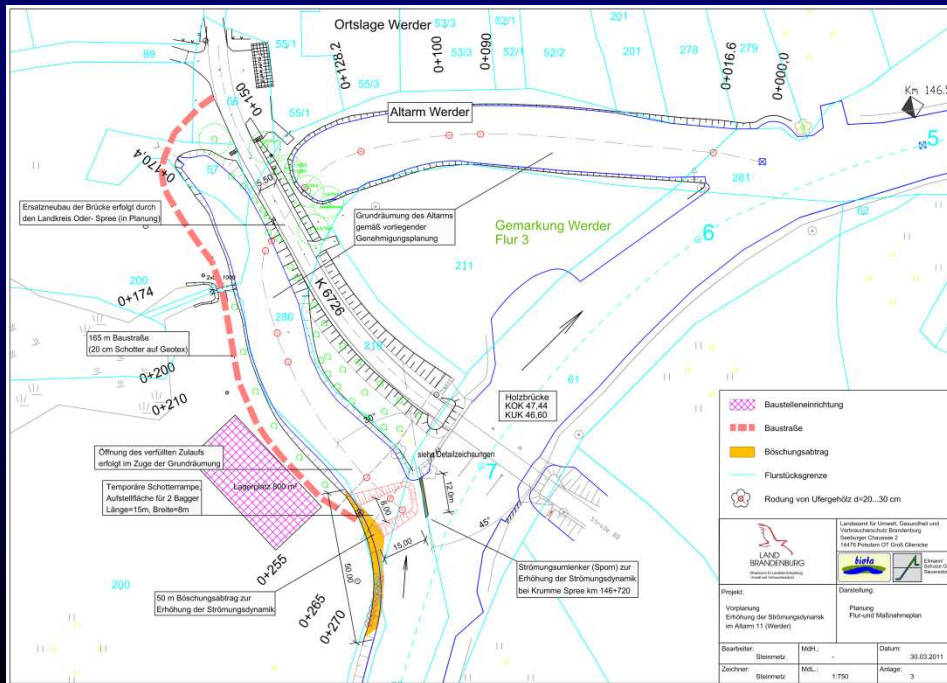 Ortslage Werder
53/3
52/1
201
89
55/1
53/3
52/1
52/2
201
278
279
55/3
55/1
66
57
0+150
0+128,2
0+100
0+090
0+016.6
0+000,0
Km 146.5
5
Altarm Werder
0+170,4
5,50
281
62
Ersatzneubau der Brücke erfolgt durch
den Landkreis Oder- Spree (in Planung)
Grundräumung des Altarms
gemäß vorliegender
Genehmigungsplanung
Gemarkung Werder
Flur 3
6
211
200
0+174
K 6726
280
165 m Baustraße
(20 cm Schotter auf Geotex)
0+200
0+210
61
Holzbrücke
KOK 47,44
KUK 46,60
30°
siehe Detailzeichnungen
7
Öffnung des verfüllten Zulaufs
erfolgt im Zuge der Grundräumung
Temporäre Schotterrampe,
Aufstellfläche für 2 Bagger
Länge=15m, Breite=8m
Lagerplatz 800 m²
8,00
12.0m
45°
15,00
50,00
0+255
0+265
0+270
200
50 m Böschungsabtrag zur
Erhöhung der Strömungsdynamik
Strömungsumlenker (Sporn) zur
Erhöhung der Strömungsdynamik
bei Krumme Spree km 146+720
Baustelleneinrichtung
Baustraße
Böschungsabtrag
Flurstücksgrenze
Rodung von Ufergehölz d=20...30 cm
LAND
BRANDENBURG
Landesamt für Umwelt, Gesundheit und
Verbraucherschutz Brandenburg
Seeburger Chaussee 2
14476 Potsdam OT Groß Glienicke
biota
Projekt:
Vorplanung
Erhöhung der Strömungsdynamik
im Altarm 11 (Werder)
Darstellung:
Planung
Flur-und Maßnahmeplan
Bearbeiter:
Steinmetz
MdH.:
-
Datum:
30.03.2011
Zeichner:
Steinmetz
MdL.:
1:750
Anlage:
3